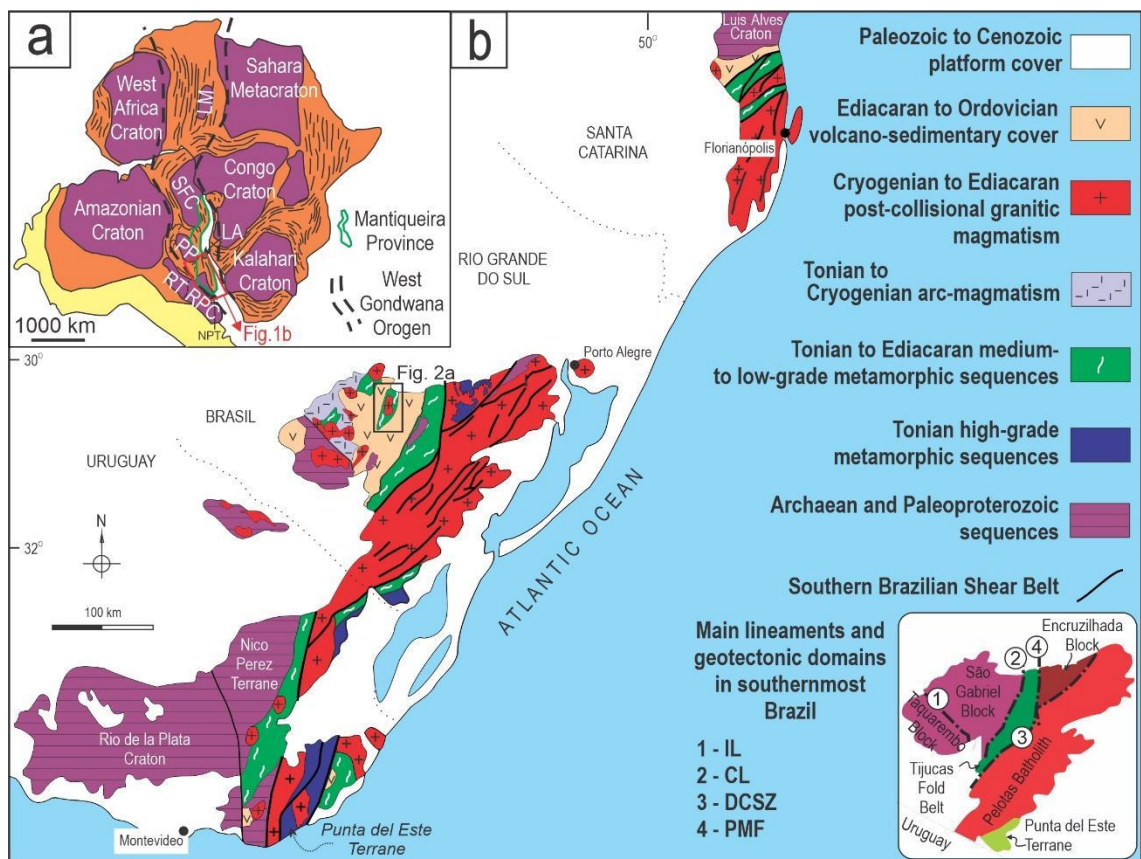 a
West
Africa
Craton
LM
Sahara
Metacraton
SFC
Congo
Craton
Amazonian
Craton
LA
PP
Kalahari
Craton
RT
RPC
NPT
Mantiqueira
Province
West
Gondwana
Orogen
1000 km
Fig.1b
b
50°
Luis Alves
Craton
SANTA
CATARINA
Florianópolis
RIO GRANDE
DO SUL
30°
Porto Alegre
Fig. 2a
BRASIL
URUGUAY
N
32°
100 km
ATLANTIC OCEAN
Nico
Perez
Terrane
Rio de la Plata
Craton
Montevideo
Punta del Este
Terrane
Paleozoic to Cenozoic
platform cover
Ediacaran to Ordovician
volcano-sedimentary cover
Cryogenian to Ediacaran
post-collisional granitic
magmatism
Tonian to
Cryogenian arc-magmatism
Tonian to Ediacaran medium-
to low-grade metamorphic sequences
Tonian high-grade
metamorphic sequences
Archaean and Paleoproterozoic
sequences
Southern Brazilian Shear Belt
Main lineaments and
geotectonic domains
in southernmost
Brazil
1 - IL
2 - CL
3 - DCSZ
4 - PMF
Encruzilhada
Block
4
2
São
Gabriel
Block
1
Taquarembó
Block
3
Tijucas
Fold
Belt
Pelotas Batholith
Uruguay
Punta del Este
Terrane